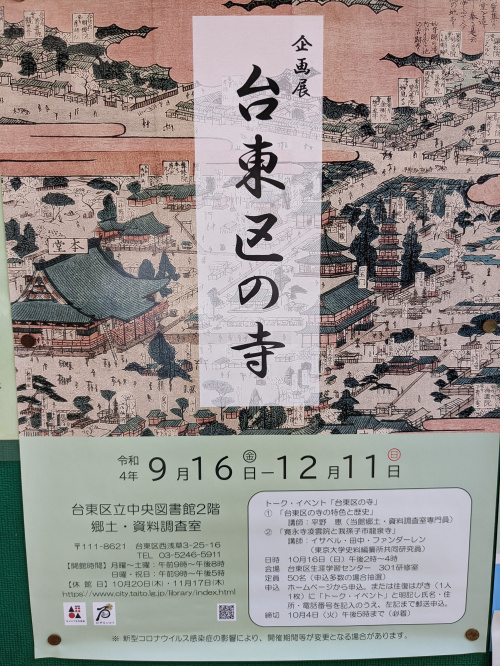 企画展
台東区の寺
本堂
令和4年 9月16日(金)―12月11日(日)
台東区立中央図書館2階
郷土・資料調査室
〒111-8621 台東区西浅草3-25-16
TEL 03-5246-5911
【開館時間】月曜~土曜:午前9時~午後8時
日曜・祝日:午前9時~午後5時
【休館日】10月20日(木)・11月17日(木)
https://www.city.taito.lg.jp/library/index.html
トーク・イベント「台東区の寺」
① 「台東区の寺の特色と歴史」
講師:平野 恵(当館郷土・資料調査室専門員)
② 「寛永寺凌雲院と我孫子市龍泉寺」
講師:イザベル・田中・ファンダーレン
(東京大学史料編纂所共同研究員)
日時 10月16日(日)午後2時~4時
会場 台東区生涯学習センター 301研修室
定員 50名(申込多数の場合抽選)
申込 ホームページから申込。または往復はがき(1人
1枚)に「トーク・イベント」と明記し氏名・住
所・電話番号を記入のうえ、左記まで郵送申込。
締切 10月4日(火)午後5時まで(必着)
※ 新型コロナウイルス感染症の影響により、開催期間等が変更となる場合があります。